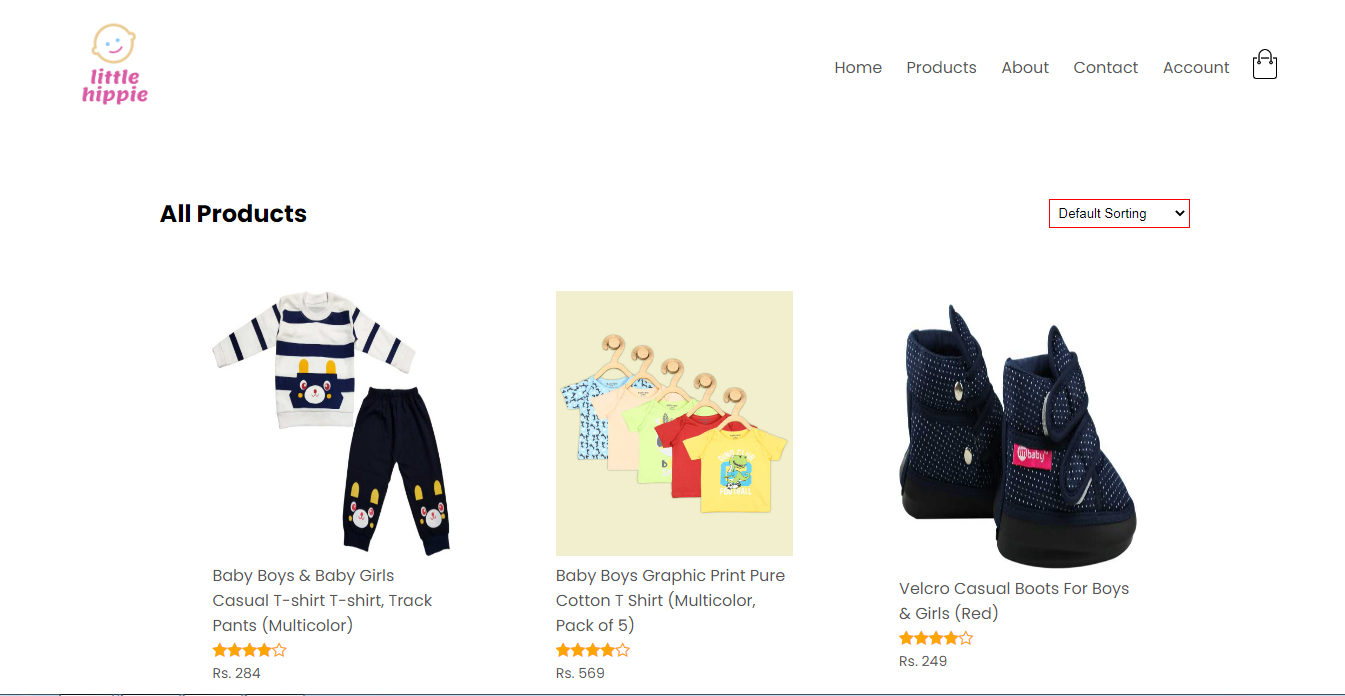 little
hippie
Home Products About Contact Account
All Products
Default Sorting
Baby Boys & Baby Girls
Casual T-shirt T-shirt, Track
Pants (Multicolor)
Rs. 284
FOOTBALL
Baby Boys Graphic Print Pure
Cotton T Shirt (Multicolor,
Pack of 5)
Rs. 569
baby
Velcro Casual Boots For Boys
& Girls (Red)
Rs. 249